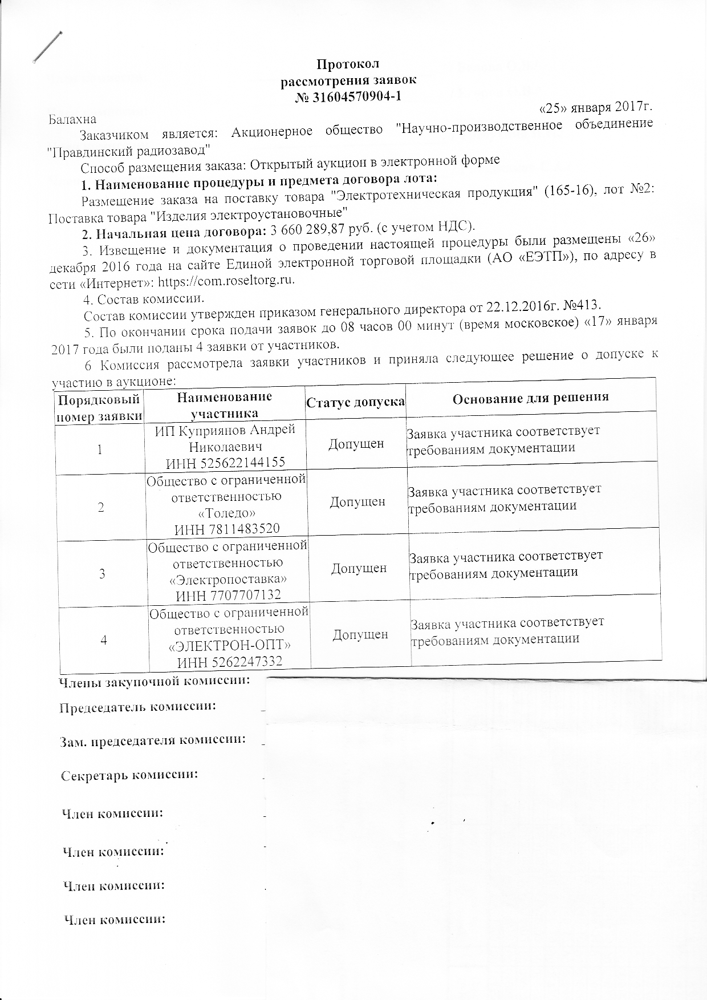 Протокол
рассмотрения заявок
№ 31604570904-1
«25» января 2017г.
Балахна
Заказчиком является: Акционерное общество "Научно-производственное объединение
"Правдинский радиозавод"
Способ размещения заказа: Открытый аукцион в электронной форме
1. Наименование процедуры и предмета договора лота:
Размещение заказа на поставку товара "Электротехническая продукция" (165-16), лот №2:
Поставка товара "Изделия электроустановочные"
2. Начальная цена договора: 3 660 289,87 руб. (с учетом НДС).
3. Извещение и документация о проведении настоящей процедуры были размещены «26»
декабря 2016 года на сайте Единой электронной торговой площадки (АО «ЕЭТП»), по адресу в
сети «Интернет»: https://com.roseltorg.ru.
4. Состав комиссии.
Состав комиссии утвержден приказом генерального директора от 22.12.2016г. №413.
5. По окончании срока подачи заявок до 08 часов 00 минут (время московское) «17» января
2017 года были поданы 4 заявки от участников.
6 Комиссия рассмотрела заявки участников и приняла следующее решение о допуске к
участию в аукционе:
Порядковый
номер заявки
Наименование
участника
Статус допуска
Основание для решения
1
ИП Куприянов Андрей
Николаевич
ИНН 525622144155
Допущен
Заявка участника соответствует
требованиям документации
2
Общество с ограниченной
ответственностью
«Толедо»
ИНН 7811483520
Допущен
Заявка участника соответствует
требованиям документации
3
Общество с ограниченной
ответственностью
«Электропоставка»
ИНН 7707707132
Допущен
Заявка участника соответствует
требованиям документации
4
Общество с ограниченной
ответственностью
«ЭЛЕКТРОН-ОПТ»
ИНН 5262247332
Допущен
Заявка участника соответствует
требованиям документации
Члены закупочной комиссии:
Председатель комиссии:
Зам. председателя комиссии:
Секретарь комиссии:
Член комиссии:
Член комиссии:
Член комиссии:
Член комиссии: